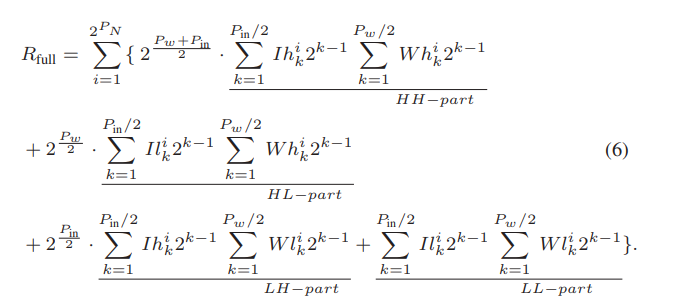 R_full = \sum_{i=1}^{2^{P_N}} \{ 2^{\frac{P_w+P_in}{2}} \cdot \underline{\sum_{k=1}^{P_in/2} Ih_k^i 2^{k-1} \sum_{k=1}^{P_w/2} Wh_k^i 2^{k-1}}_{HH-part}
+ 2^{\frac{P_w}{2}} \cdot \underline{\sum_{k=1}^{P_in/2} Il_k^i 2^{k-1} \sum_{k=1}^{P_w/2} Wh_k^i 2^{k-1}}_{HL-part} (6)
+ 2^{\frac{P_in}{2}} \cdot \underline{\sum_{k=1}^{P_in/2} Ih_k^i 2^{k-1} \sum_{k=1}^{P_w/2} Wl_k^i 2^{k-1}}_{LH-part} + \underline{\sum_{k=1}^{P_in/2} Il_k^i 2^{k-1} \sum_{k=1}^{P_w/2} Wl_k^i 2^{k-1}}_{LL-part} \}.